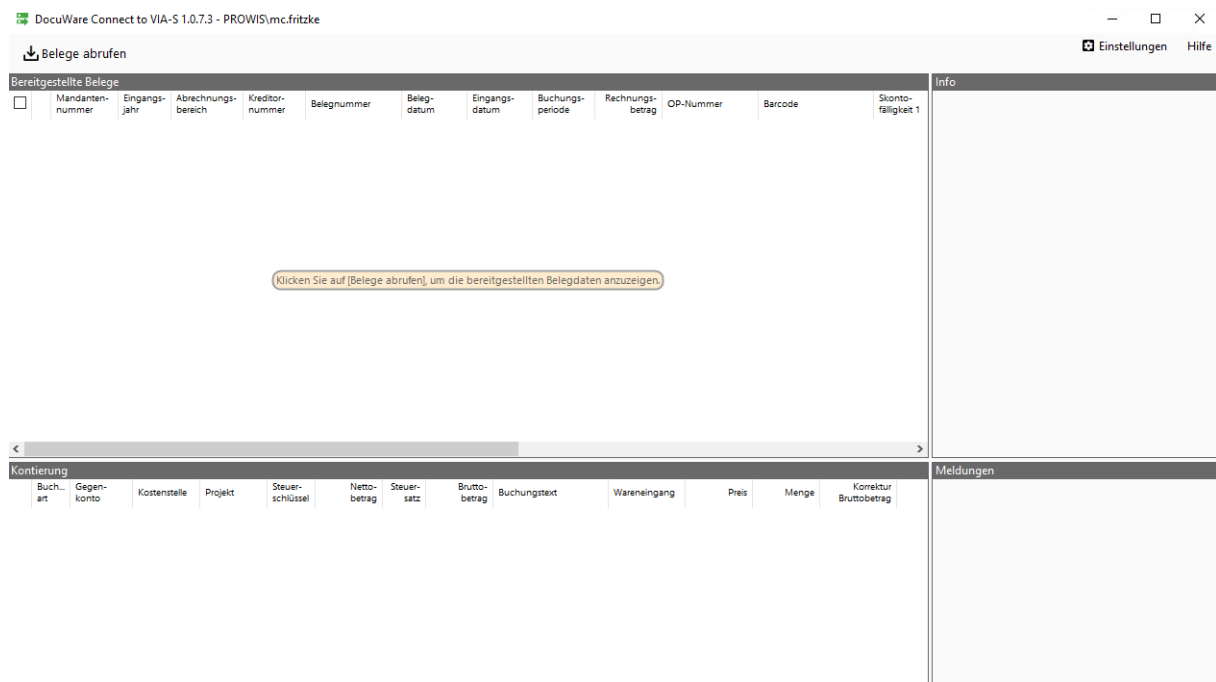 DocuWare Connect to VIA-S 1.0.7.3 - PROWIS\mc.fritzke
Belege abrufen
Einstellungen Hilfe
Bereitgestellte Belege
Mandanten-
nummer
Eingangs-
jahr
Abrechnungs-
bereich
Kreditor-
nummer
Belegnummer
Beleg-
datum
Eingangs-
datum
Buchungs-
periode
Rechnungs-
betrag
OP-Nummer
Barcode
Skonto-
fälligkeit 1
Info
Klicken Sie auf [Belege abrufen], um die bereitgestellten Belegdaten anzuzeigen.
Kontierung
Buch...
art
Gegen-
konto
Kostenstelle
Projekt
Steuer-
schlüssel
Netto-
betrag
Steuer-
satz
Brutto-
betrag
Buchungstext
Wareneingang
Preis
Menge
Korrektur
Bruttobetrag
Meldungen